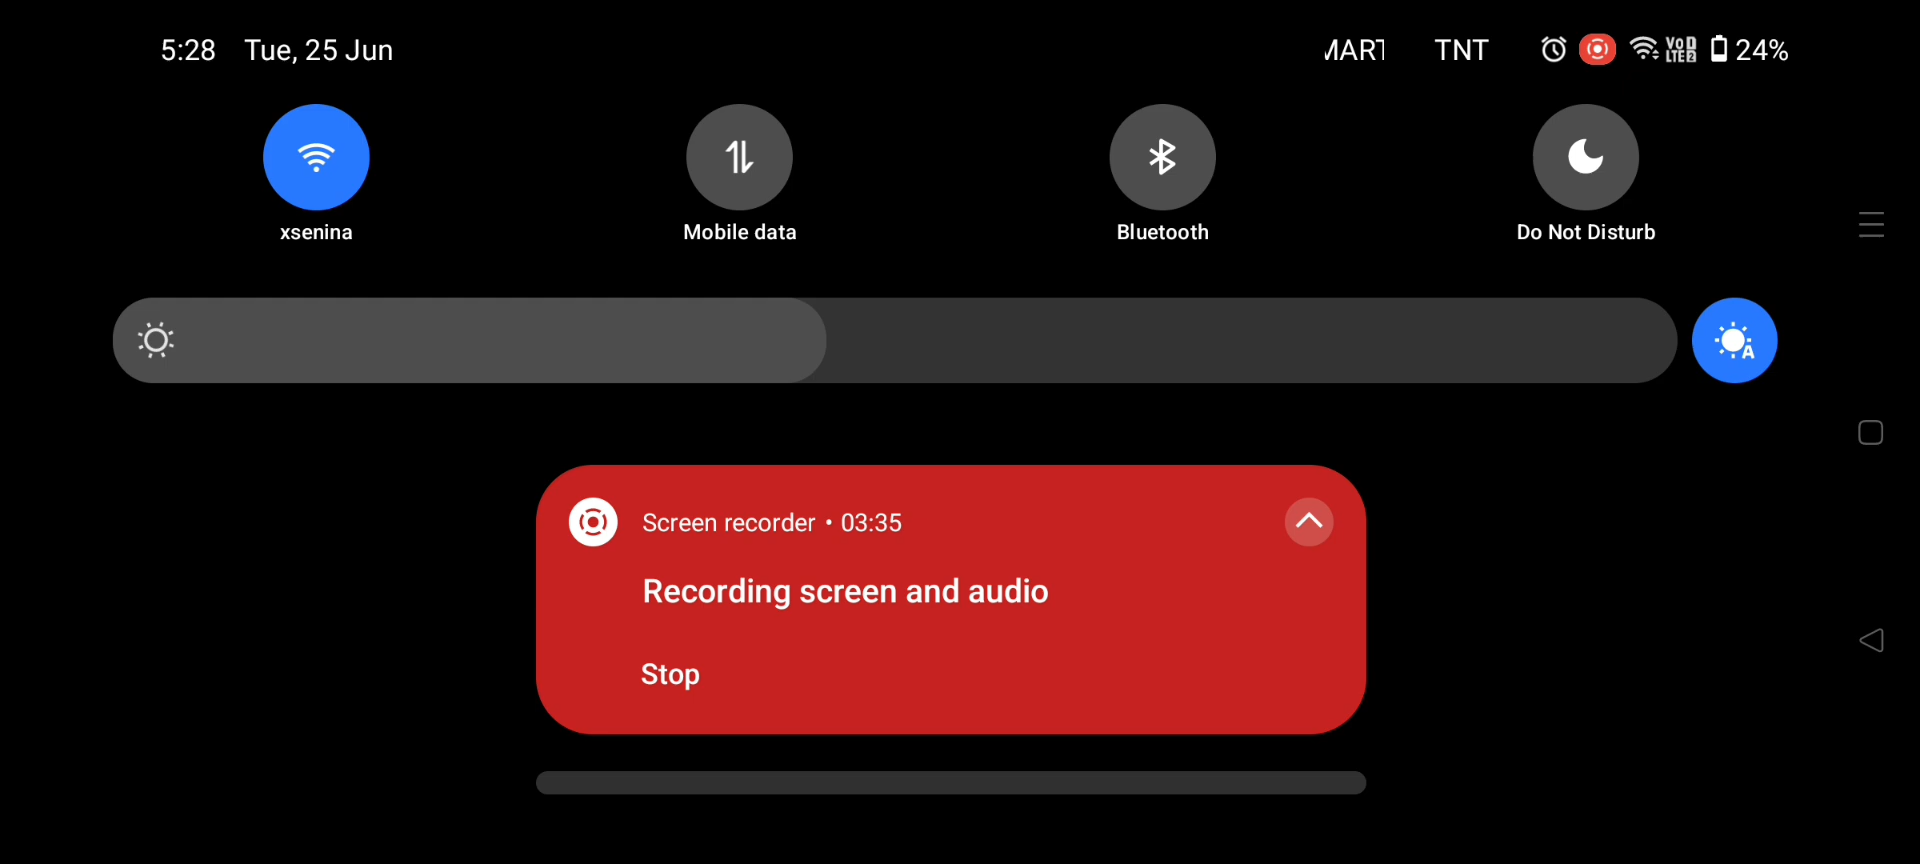 5:28 Tue, 25 Jun TNT 24%
xsenina Mobile data Bluetooth Do Not Disturb
A
Screen recorder • 03:35
Recording screen and audio
Stop